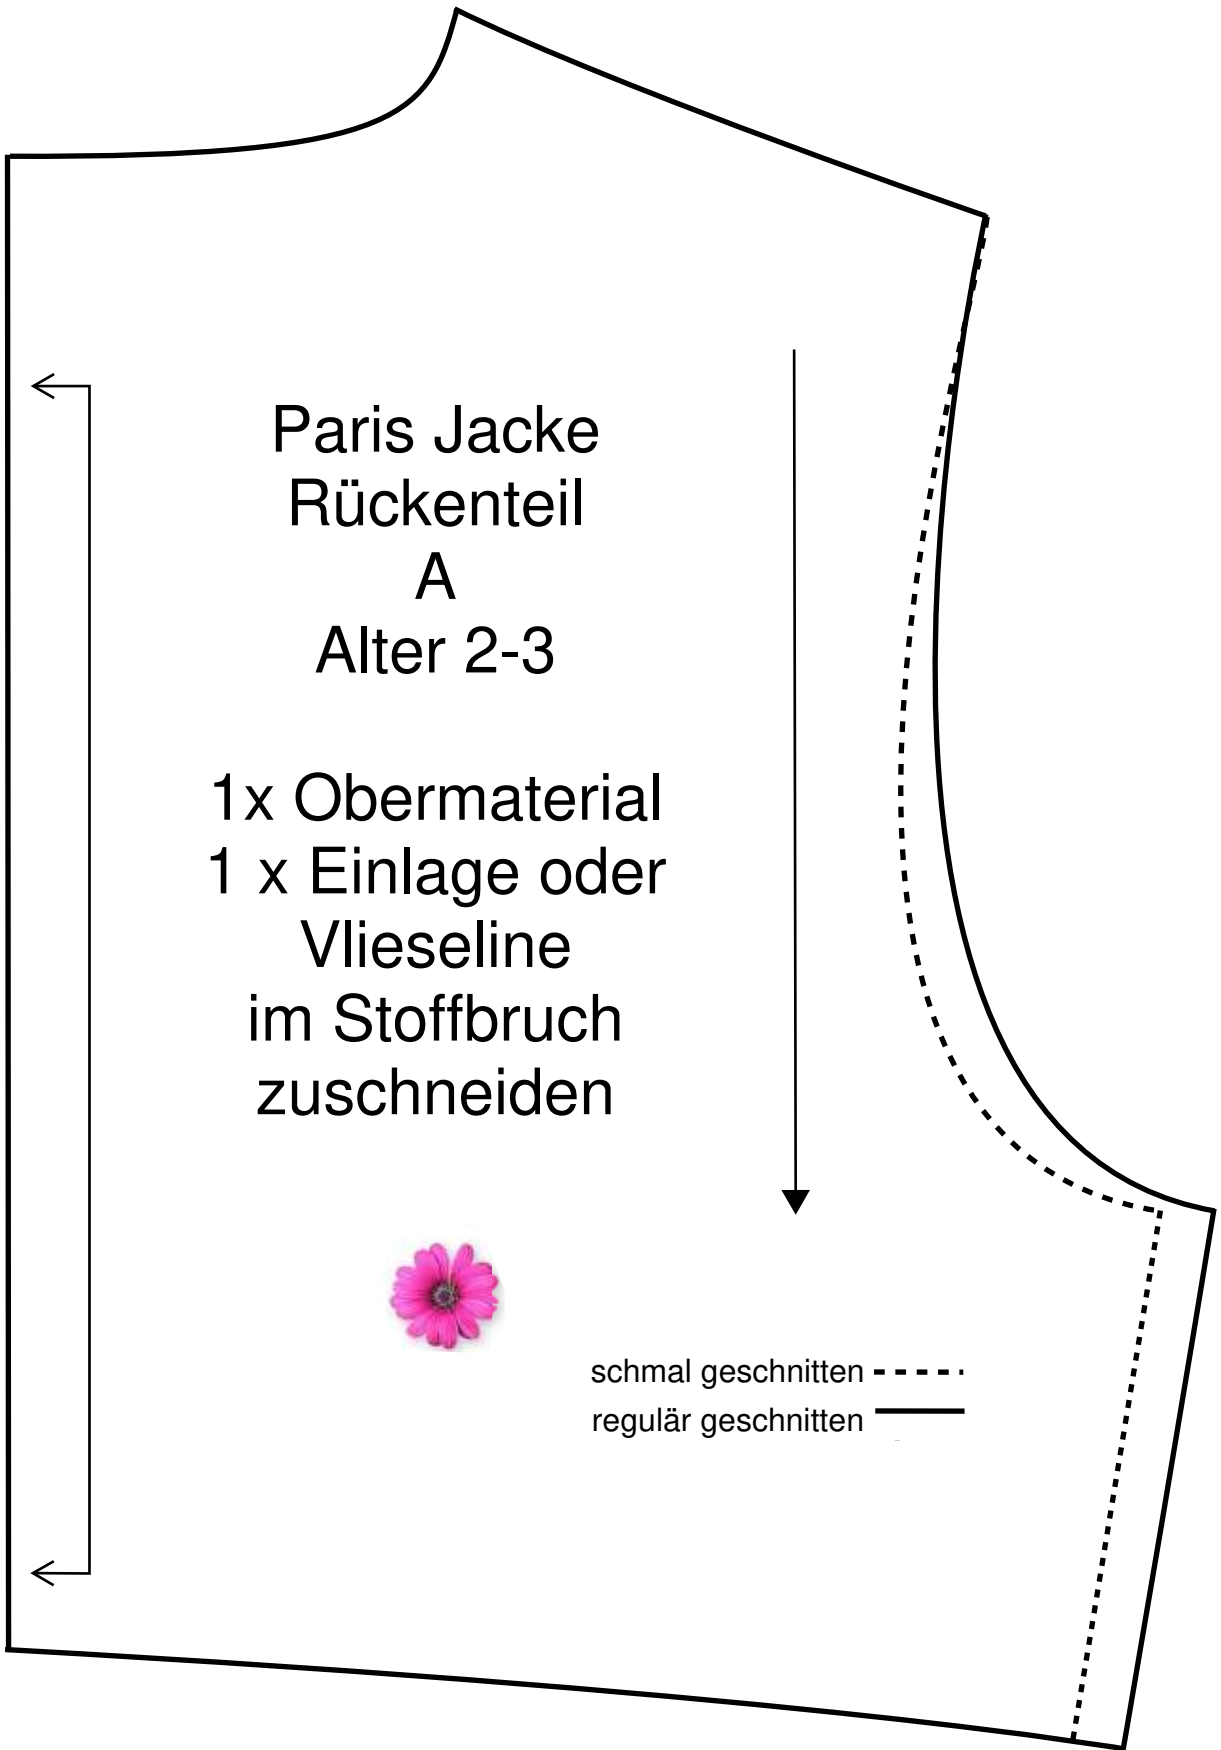 Paris Jacke
Rückenteil
A
Alter 2-3
1x Obermaterial
1 x Einlage oder
Vlieseline
im Stoffbruch
zuschneiden
schmal geschnitten
regulär geschnitten